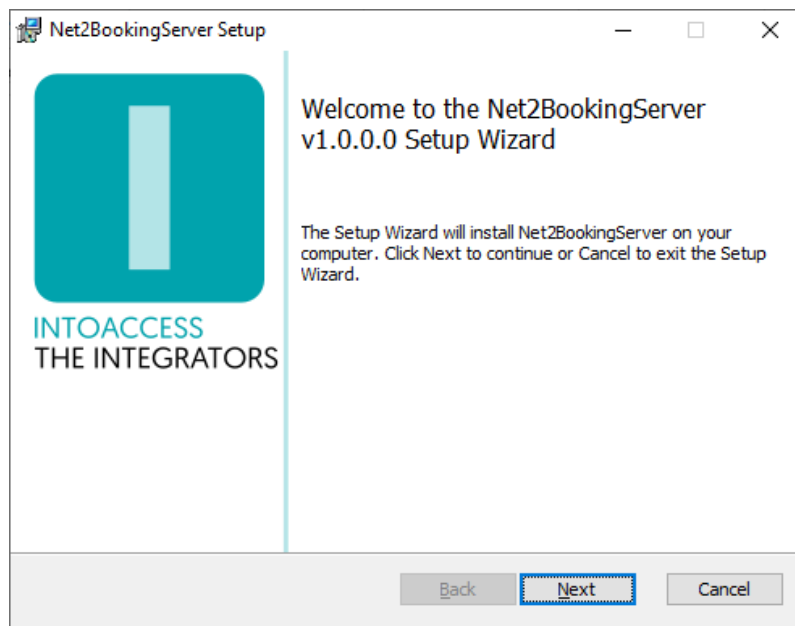 Net2BookingServer Setup
Welcome to the Net2BookingServer
v1.0.0.0 Setup Wizard
The Setup Wizard will install Net2BookingServer on your
computer. Click Next to continue or Cancel to exit the Setup
Wizard.
INTOACCESS
THE INTEGRATORS
Back
Next
Cancel